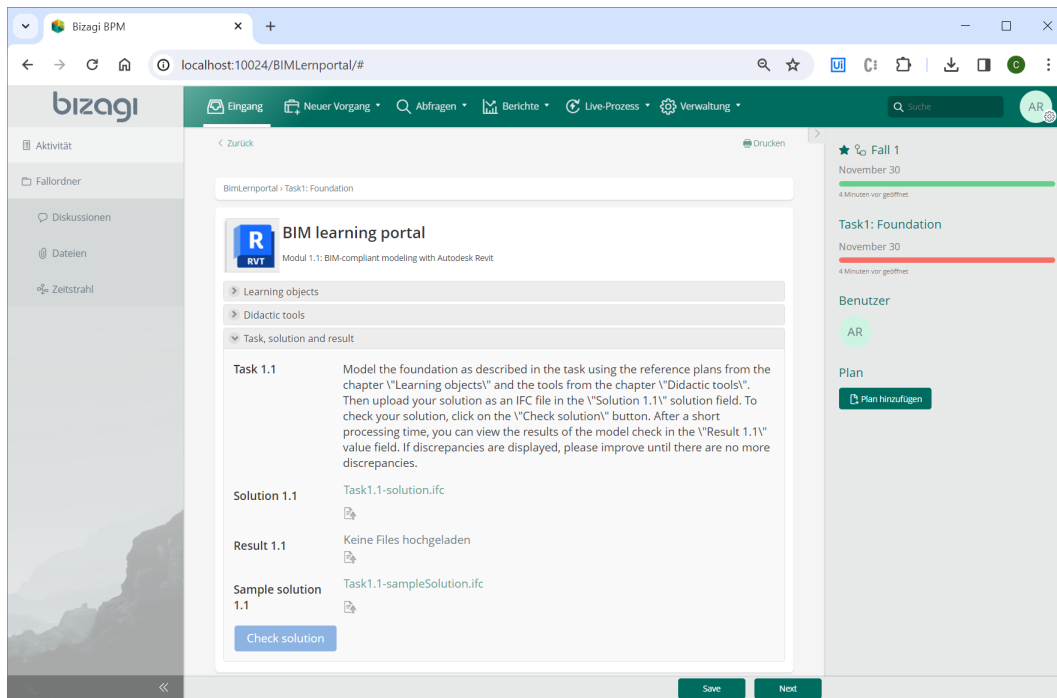 Bizagi BPM
localhost:10024/BIMLernportal/#
C
bizagi
Eingang
Neuer Vorgang
Abfragen
Berichte
Live-Prozess
Verwaltung
Suche
AR
Aktivität
Fallordner
Diskussionen
Dateien
Zeitstrahl
Zurück
Drucken
BimLernportal › Task1: Foundation
R
RVT
BIM learning portal
Modul 1.1: BIM-compliant modeling with Autodesk Revit
Learning objects
Didactic tools
Task, solution and result
Task 1.1
Model the foundation as described in the task using the reference plans from the
chapter \"Learning objects\" and the tools from the chapter \"Didactic tools\".
Then upload your solution as an IFC file in the \"Solution 1.1\" solution field. To
check your solution, click on the \"Check solution\" button. After a short
processing time, you can view the results of the model check in the \"Result 1.1\"
value field. If discrepancies are displayed, please improve until there are no more
discrepancies.
Solution 1.1
Task1.1-solution.ifc
Result 1.1
Keine Files hochgeladen
Sample solution
1.1
Task1.1-sampleSolution.ifc
Check solution
Save
Next
Fall 1
November 30
4 Minuten vor geöffnet
Task1: Foundation
November 30
4 Minuten vor geöffnet
Benutzer
AR
Plan
Plan hinzufügen